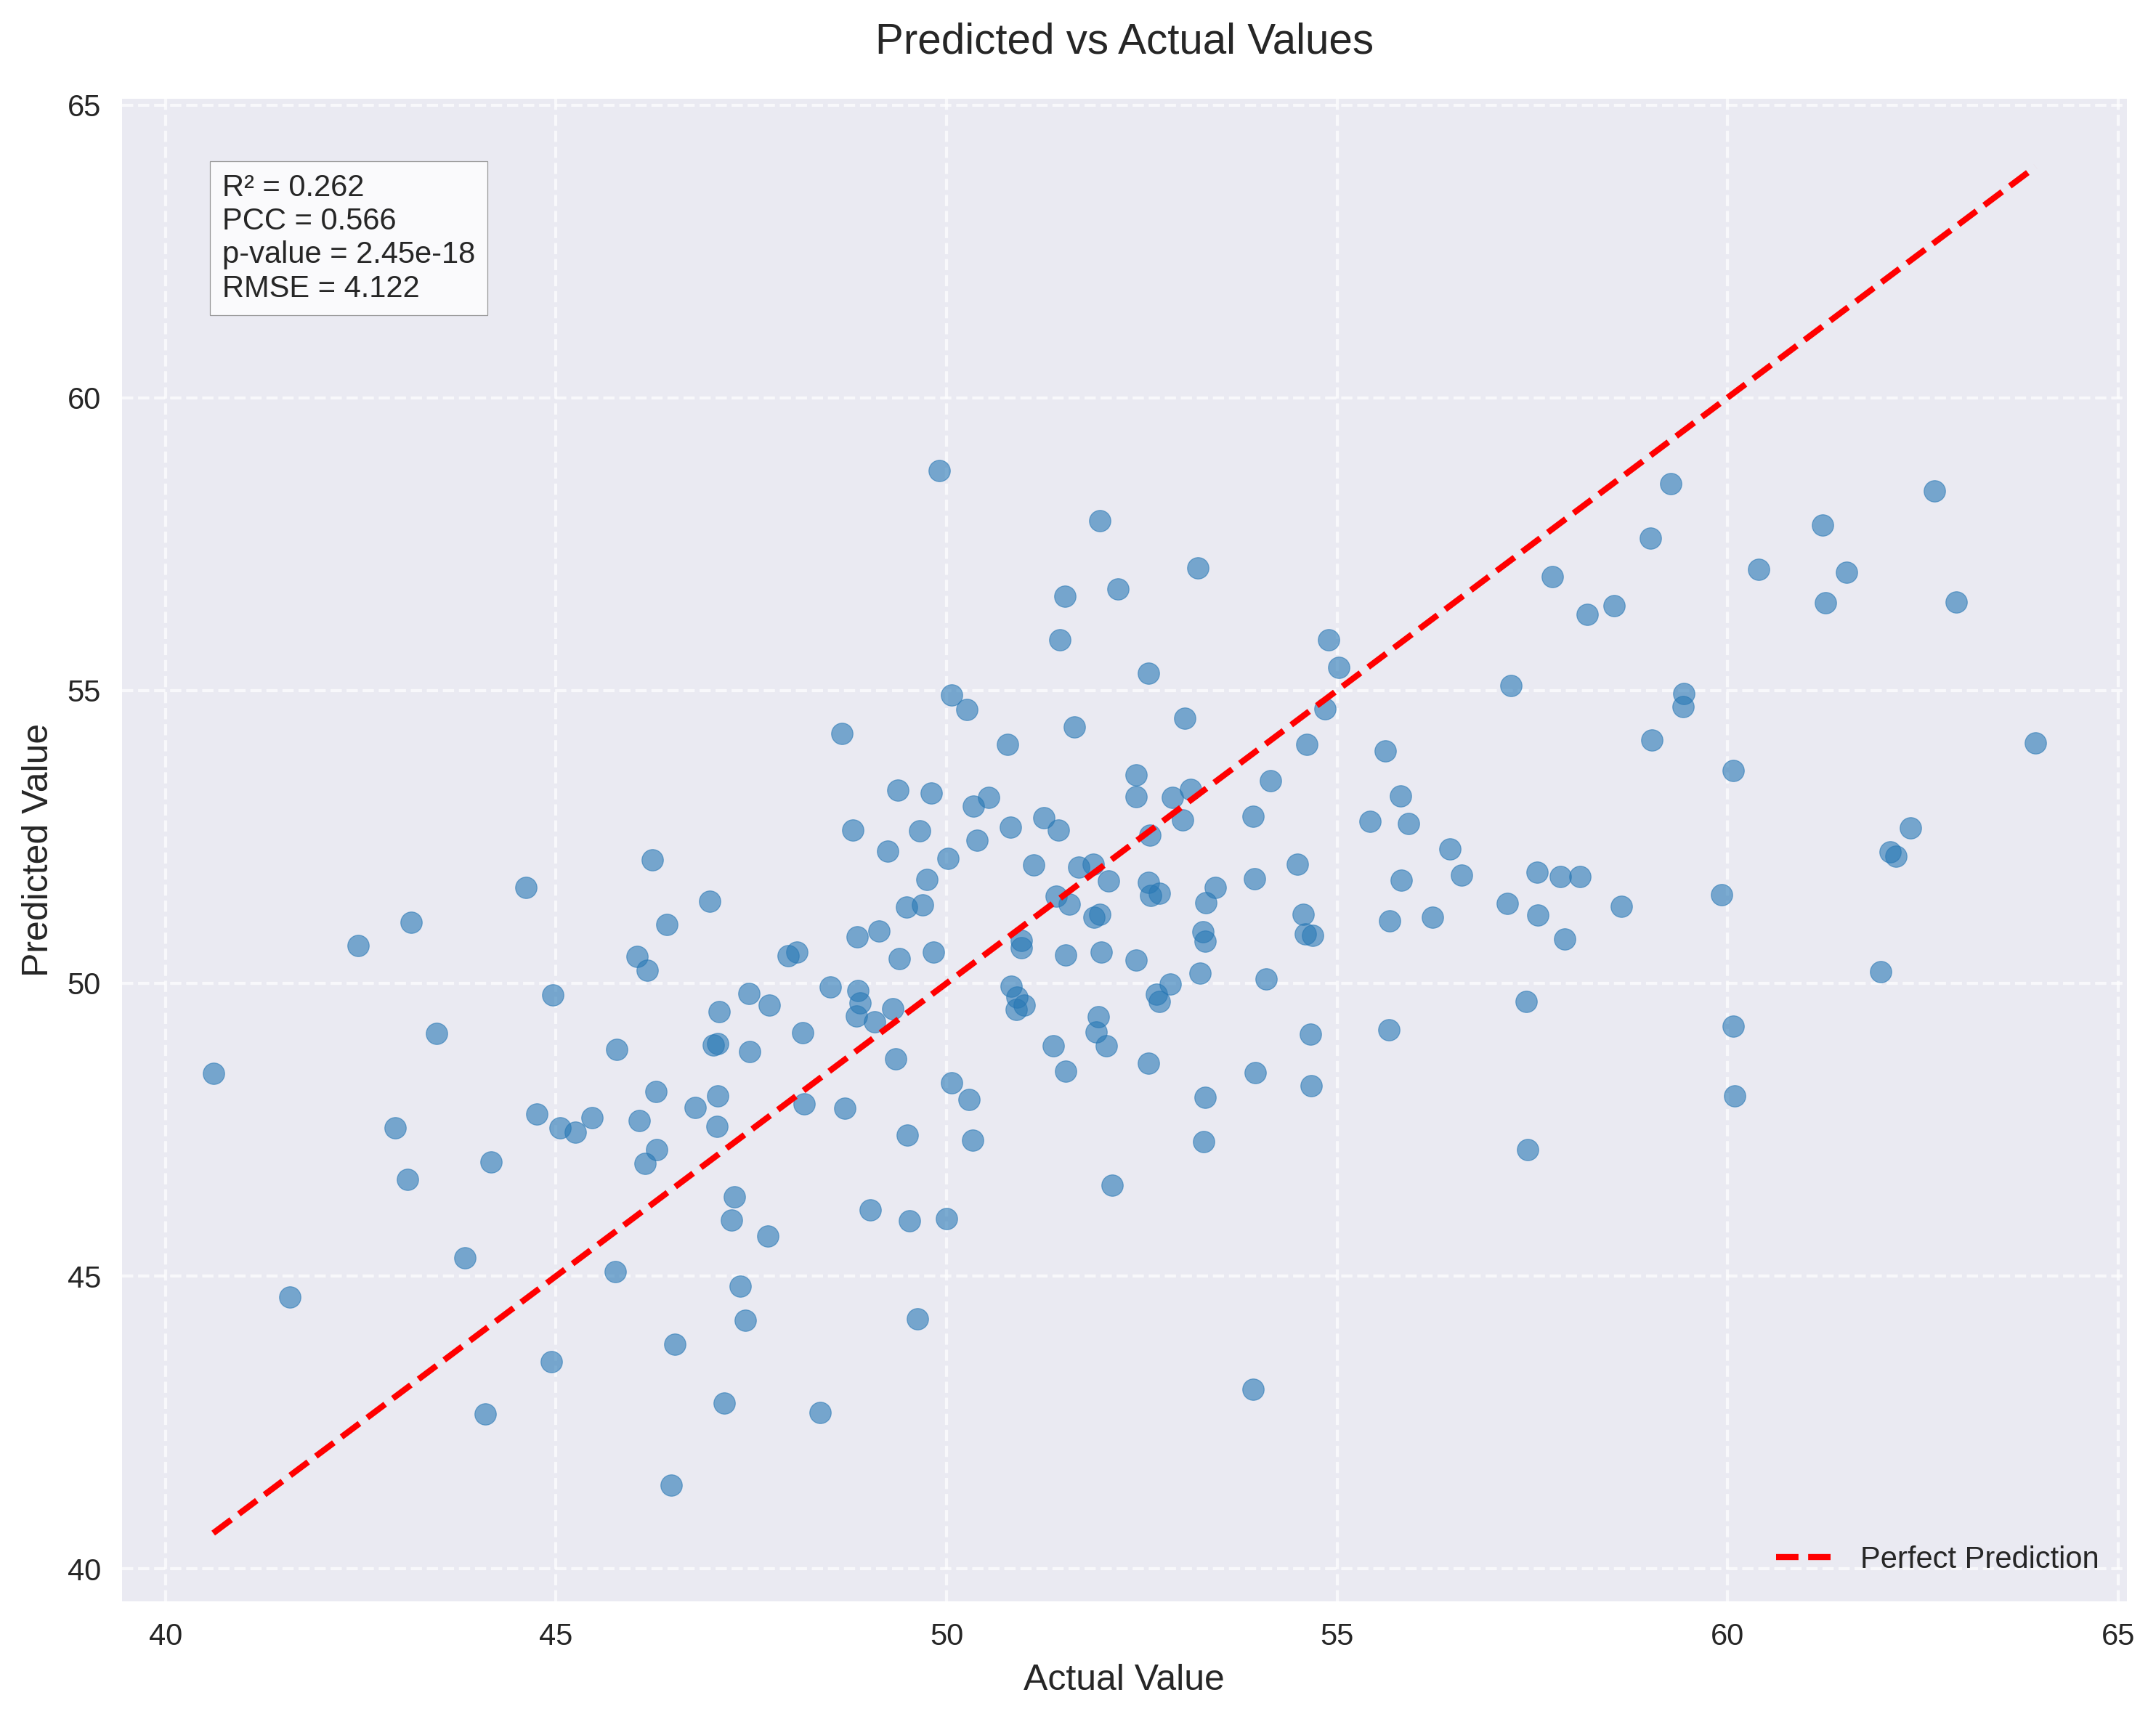 Predicted vs Actual Values
65
60
55
50
45
40
R² = 0.262
PCC = 0.566
p-value = 2.45e-18
RMSE = 4.122
Predicted Value
Perfect Prediction
40 45 50 55 60 65
Actual Value